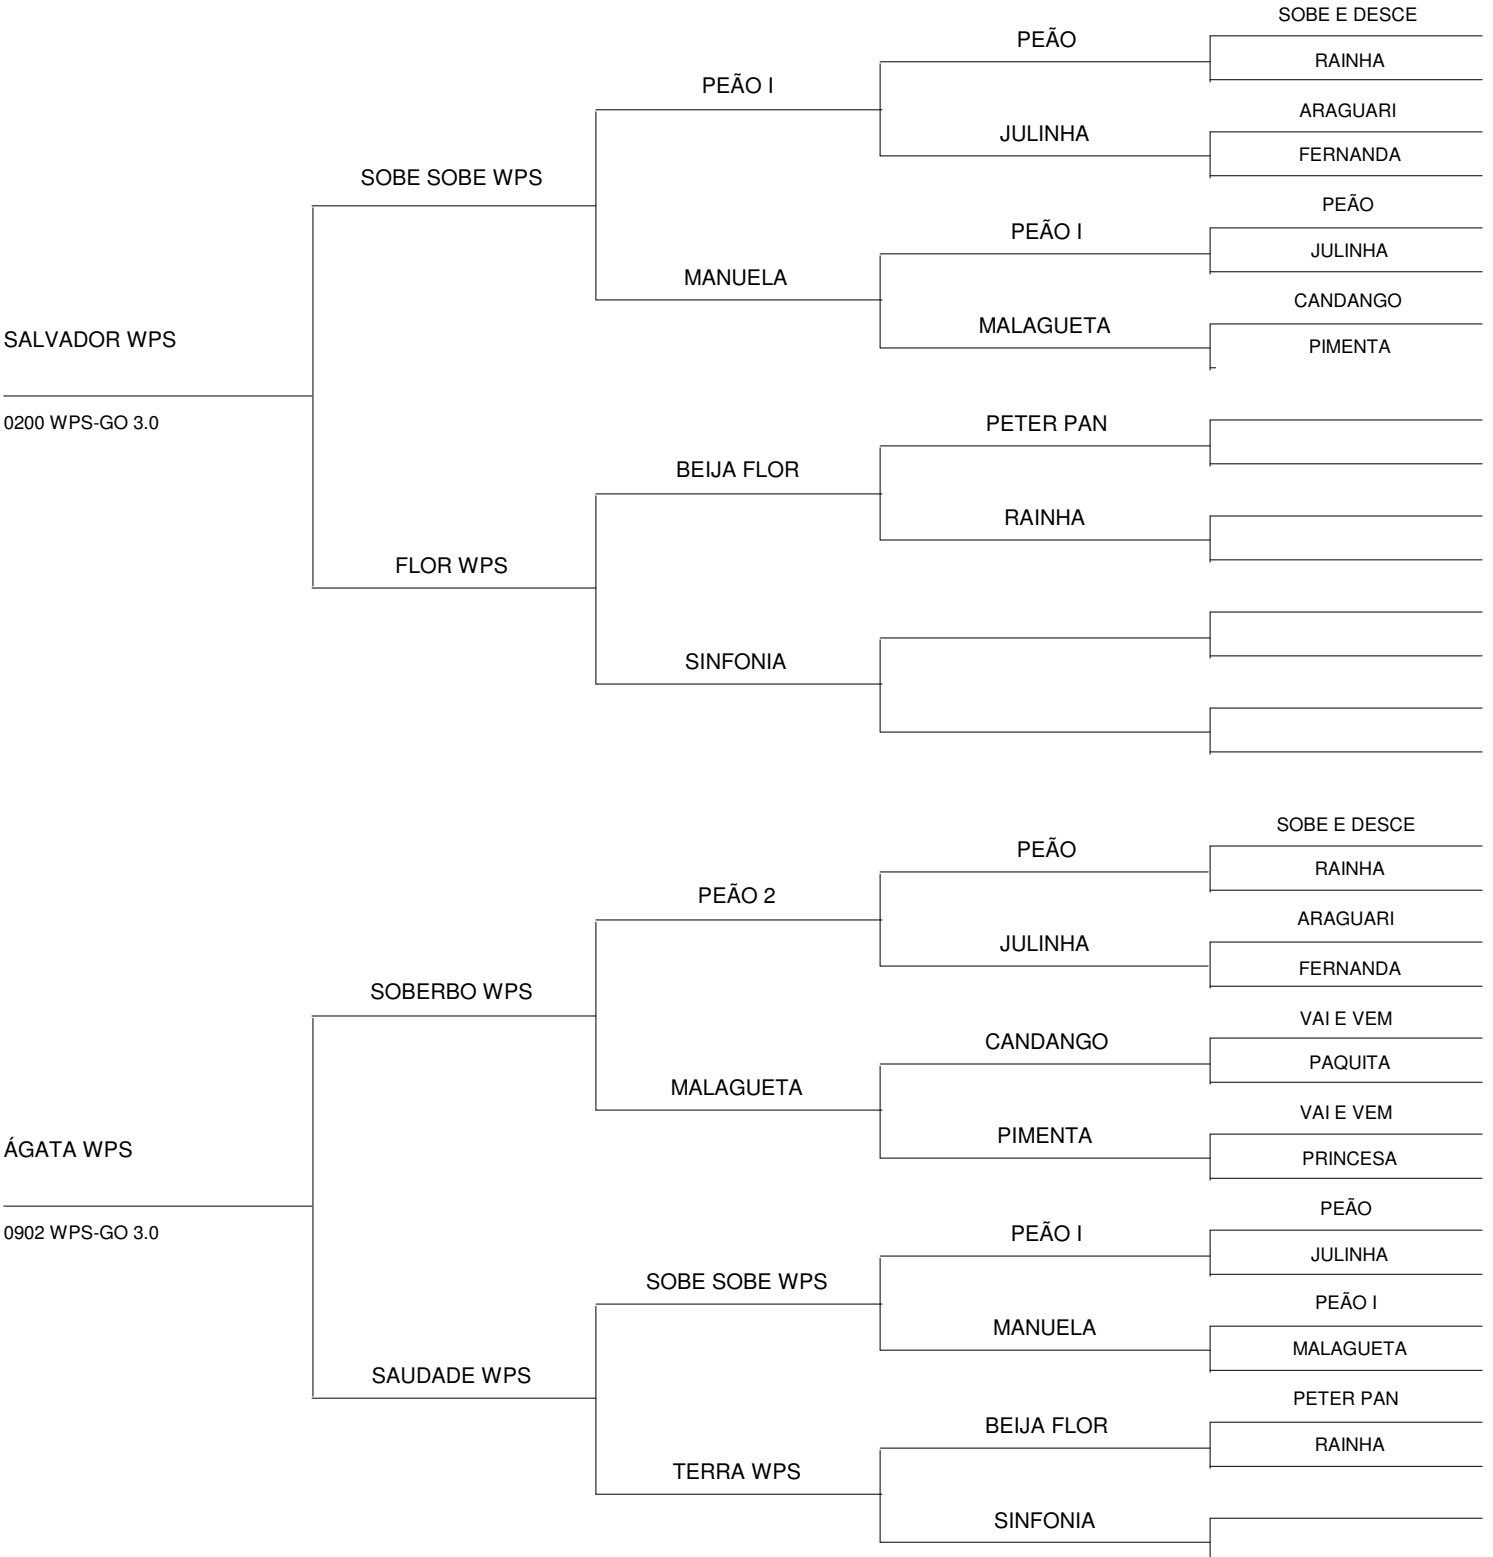 SOBE E DESCE
PEÃO
RAINHA
PEÃO I
ARAGUARI
JULINHA
FERNANDA
SOBE SOBE WPS
PEÃO
PEÃO I
JULINHA
MANUELA
CANDANGO
MALAGUETA
SALVADOR WPS
PIMENTA
0200 WPS-GO 3.0
PETER PAN
BEIJA FLOR
RAINHA
FLOR WPS
SINFONIA
SOBE E DESCE
PEÃO
RAINHA
PEÃO 2
ARAGUARI
JULINHA
FERNANDA
SOBERBO WPS
VAI E VEM
CANDANGO
PAQUITA
MALAGUETA
VAI E VEM
PIMENTA
ÁGATA WPS
PRINCESA
PEÃO
0902 WPS-GO 3.0
PEÃO I
JULINHA
SOBE SOBE WPS
PEÃO I
MANUELA
MALAGUETA
SAUDADE WPS
PETER PAN
BEIJA FLOR
RAINHA
TERRA WPS
SINFONIA